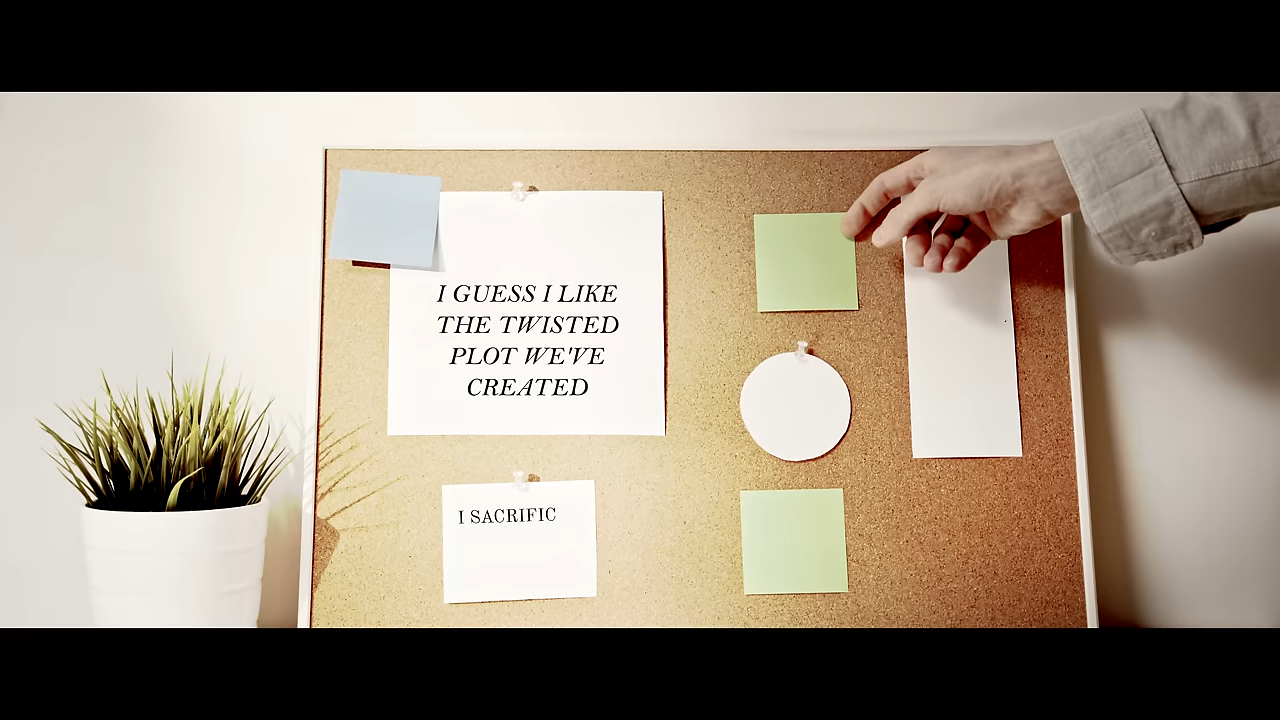 I GUESS I LIKE
THE TWISTED
PLOT WE'VE
CREATED
I SACRIFIC